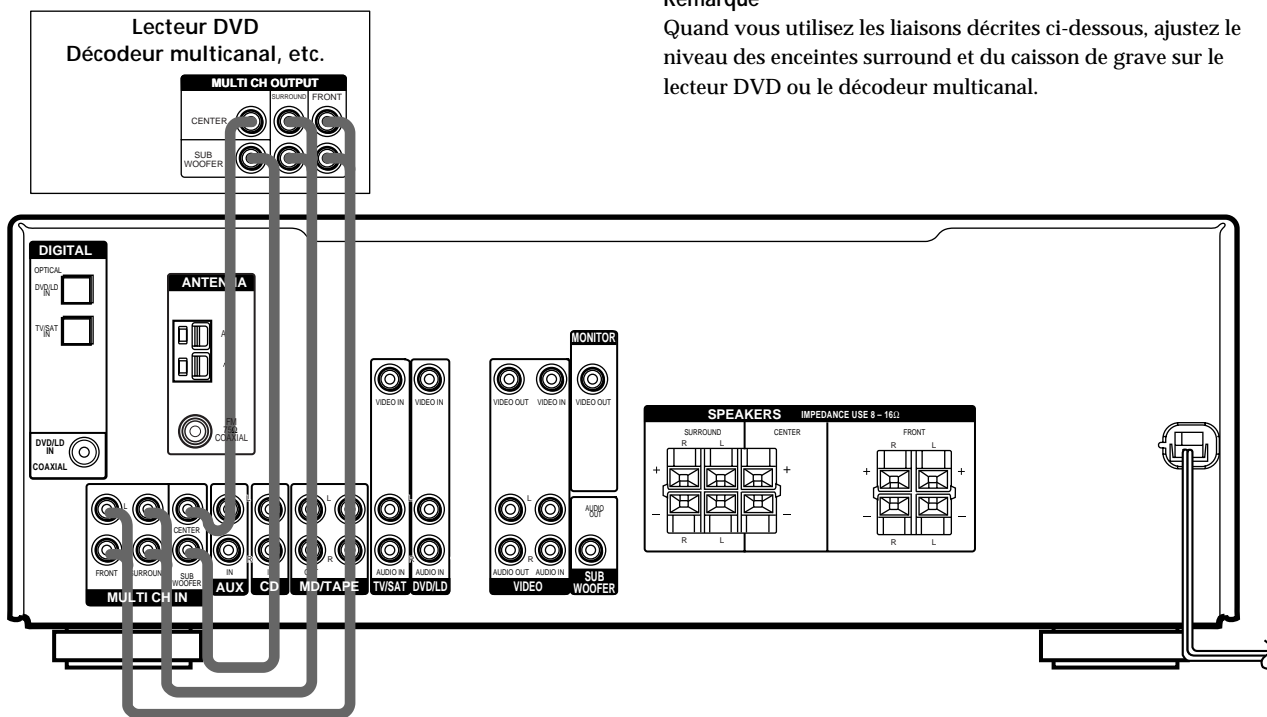 Remarque
Quand vous utilisez les liaisons décrites ci-dessous, ajustez le
niveau des enceintes surround et du caisson de grave sur le
lecteur DVD ou le décodeur multicanal.
Lecteur DVD
Décodeur multicanal, etc.
MULTI CH OUTPUT
SURROUND FRONT
CENTER
SUB
WOOFER
DIGITAL
OPTICAL
DVD/LD
IN
TV/SAT
IN
DVD/LD
IN
COAXIAL
ANTENNA
A
A
FM
75Ω
COAXIAL
MONITOR
VIDEO IN VIDEO IN VIDEO OUT VIDEO IN VIDEO OUT
SPEAKERS IMPEDANCE USE 8 – 16Ω
SURROUND CENTER FRONT
R L R L
+ + + +
– – – –
R L R L
L L L L
CENTER
AUDIO
OUT
R R R R
FRONT SURROUND SUB
WOOFER IN AUDIO IN AUDIO IN AUDIO OUT AUDIO IN
MULTI CH IN AUX CD MD/TAPE TV/SAT DVD/LD VIDEO SUB
WOOFER